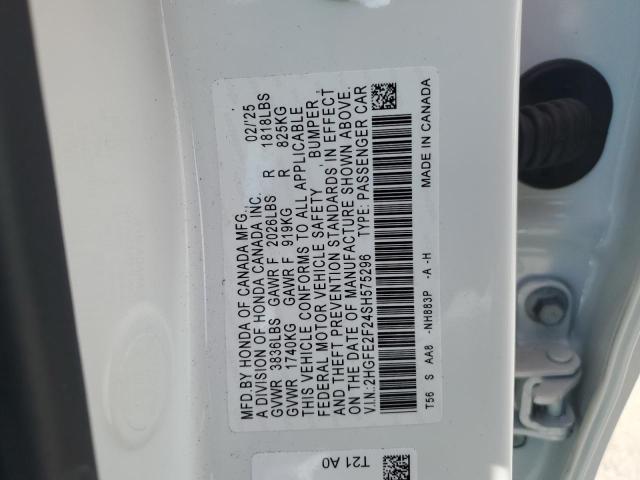 MFD.BY HONDA OF CANADA MFG. 02/'25
A DIVISION OF HONDA CANADA INC.
GVWR 3836LBS GAWR F 2026LBS R 1818LBS
GVWR 1740KG GAWR F 919KG R 825KG
THIS VEHICLE CONFORMS TO ALL APPLICABLE
FEDERAL MOTOR VEHICLE SAFETY, BUMPER,
AND THEFT PREVENTION STANDARDS IN EFFECT
ON THE DATE OF MANUFACTURE SHOWN ABOVE.
V.I.N.:2HGFE2F24SH575296 TYPE: PASSENGER CAR
T56 S AA8 -NH883P -A -H MADE IN CANADA
T21 A0